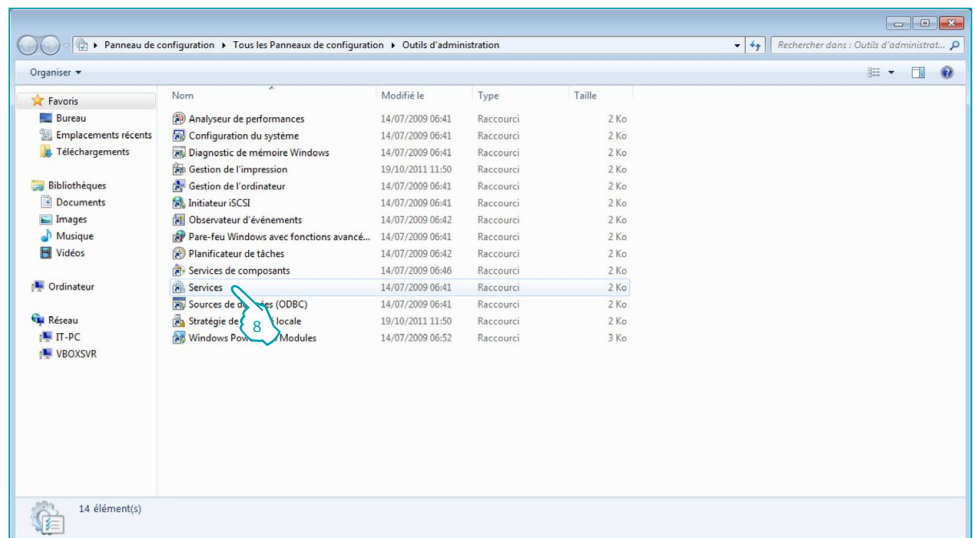 Panneau de configuration ▸ Tous les Panneaux de configuration ▸ Outils d'administration
Rechercher dans : Outils d'administrat...
Organiser
Nom Modifié le Type Taille
Favoris
Bureau
Emplacements récents
Téléchargements
Bibliothèques
Documents
Images
Musique
Vidéos
Ordinateur
Réseau
IT-PC
VBOXSVR
Analyseur de performances 14/07/2009 06:41 Raccourci 2 Ko
Configuration du système 14/07/2009 06:41 Raccourci 2 Ko
Diagnostic de mémoire Windows 14/07/2009 06:41 Raccourci 2 Ko
Gestion de l'impression 19/10/2011 11:50 Raccourci 2 Ko
Gestion de l'ordinateur 14/07/2009 06:41 Raccourci 2 Ko
Initiateur iSCSI 14/07/2009 06:41 Raccourci 2 Ko
Observateur d'événements 14/07/2009 06:42 Raccourci 2 Ko
Pare-feu Windows avec fonctions avancé... 14/07/2009 06:41 Raccourci 2 Ko
Planificateur de tâches 14/07/2009 06:42 Raccourci 2 Ko
Services de composants 14/07/2009 06:46 Raccourci 2 Ko
Services 14/07/2009 06:41 Raccourci 2 Ko
Sources de (ODBC) 14/07/2009 06:41 Raccourci 2 Ko
Stratégie de locale 19/10/2011 11:50 Raccourci 2 Ko
8
Windows Modules 14/07/2009 06:52 Raccourci 3 Ko
14 élément(s)